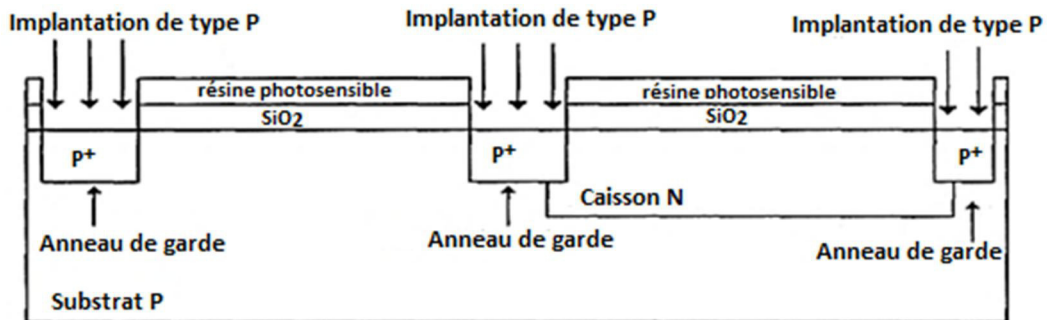 Implantation de type P
Implantation de type P
Implantation de type P
résine photosensible
résine photosensible
SiO2
SiO2
P+
P+
P+
Caisson N
Anneau de garde
Anneau de garde
Anneau de garde
Substrat P